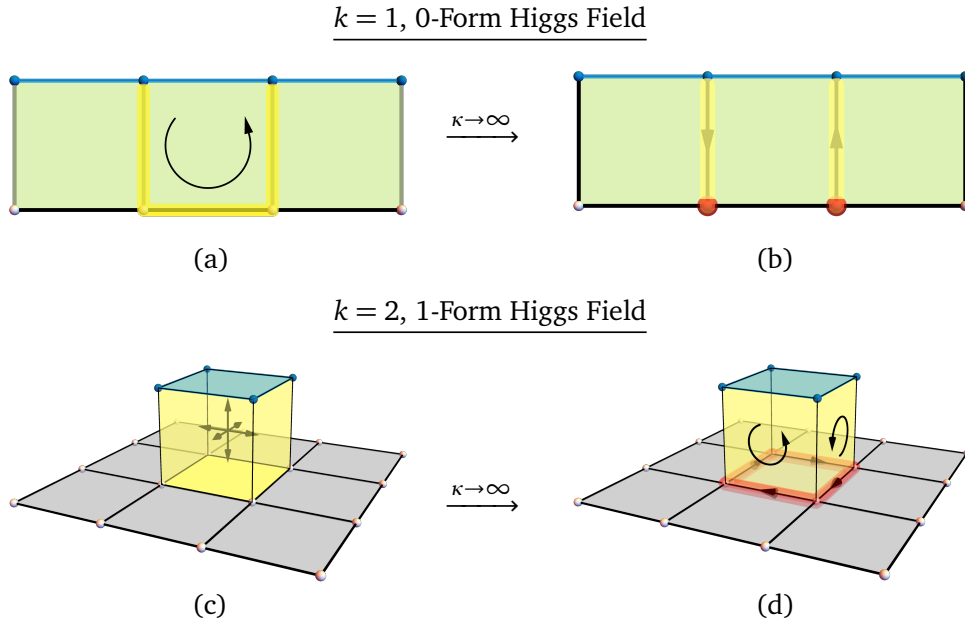 k = 1, 0-Form Higgs Field
κ→∞
(a)
(b)
k = 2, 1-Form Higgs Field
κ→∞
(c)
(d)